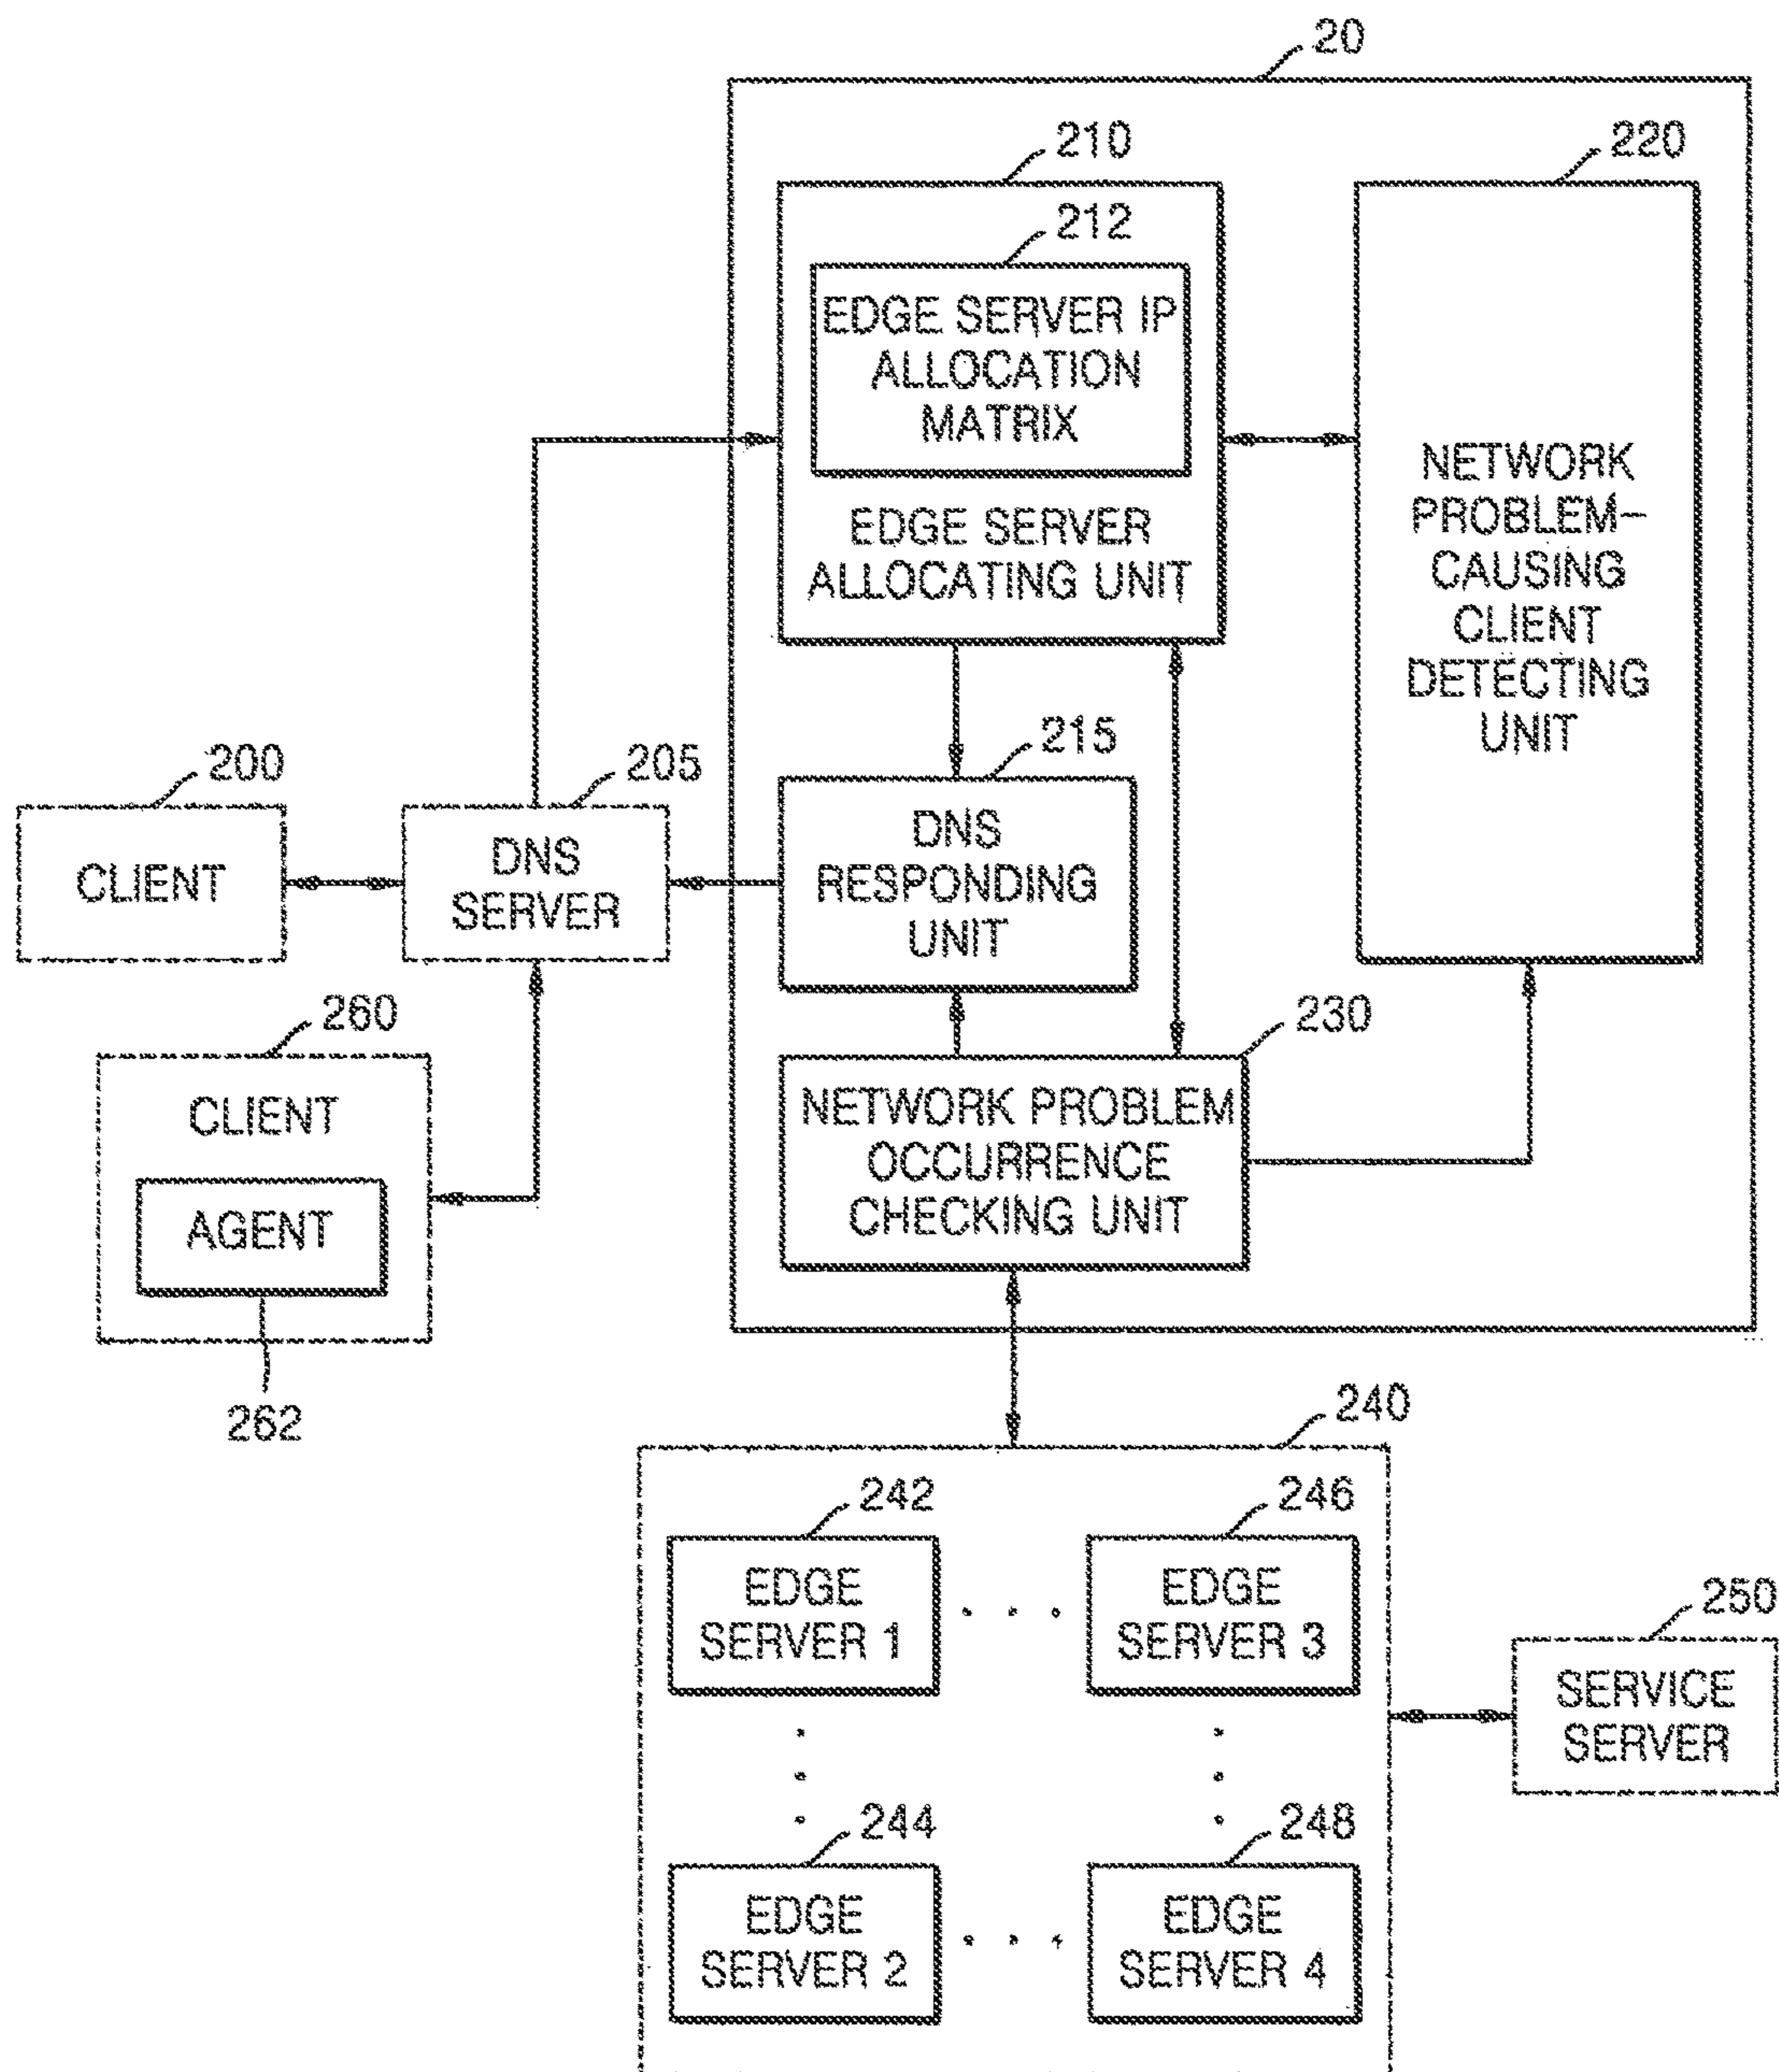 20
210
220
212
EDGE SERVER IP
ALLOCATION
MATRIX
EDGE SERVER
ALLOCATING UNIT
NETWORK
PROBLEM-
CAUSING
CLIENT
DETECTING
UNIT
200
CLIENT
205
DNS
SERVER
215
DNS
RESPONDING
UNIT
260
CLIENT
AGENT
262
230
NETWORK PROBLEM
OCCURRENCE
CHECKING UNIT
240
242
EDGE
SERVER 1
246
EDGE
SERVER 3
250
SERVICE
SERVER
244
EDGE
SERVER 2
248
EDGE
SERVER 4